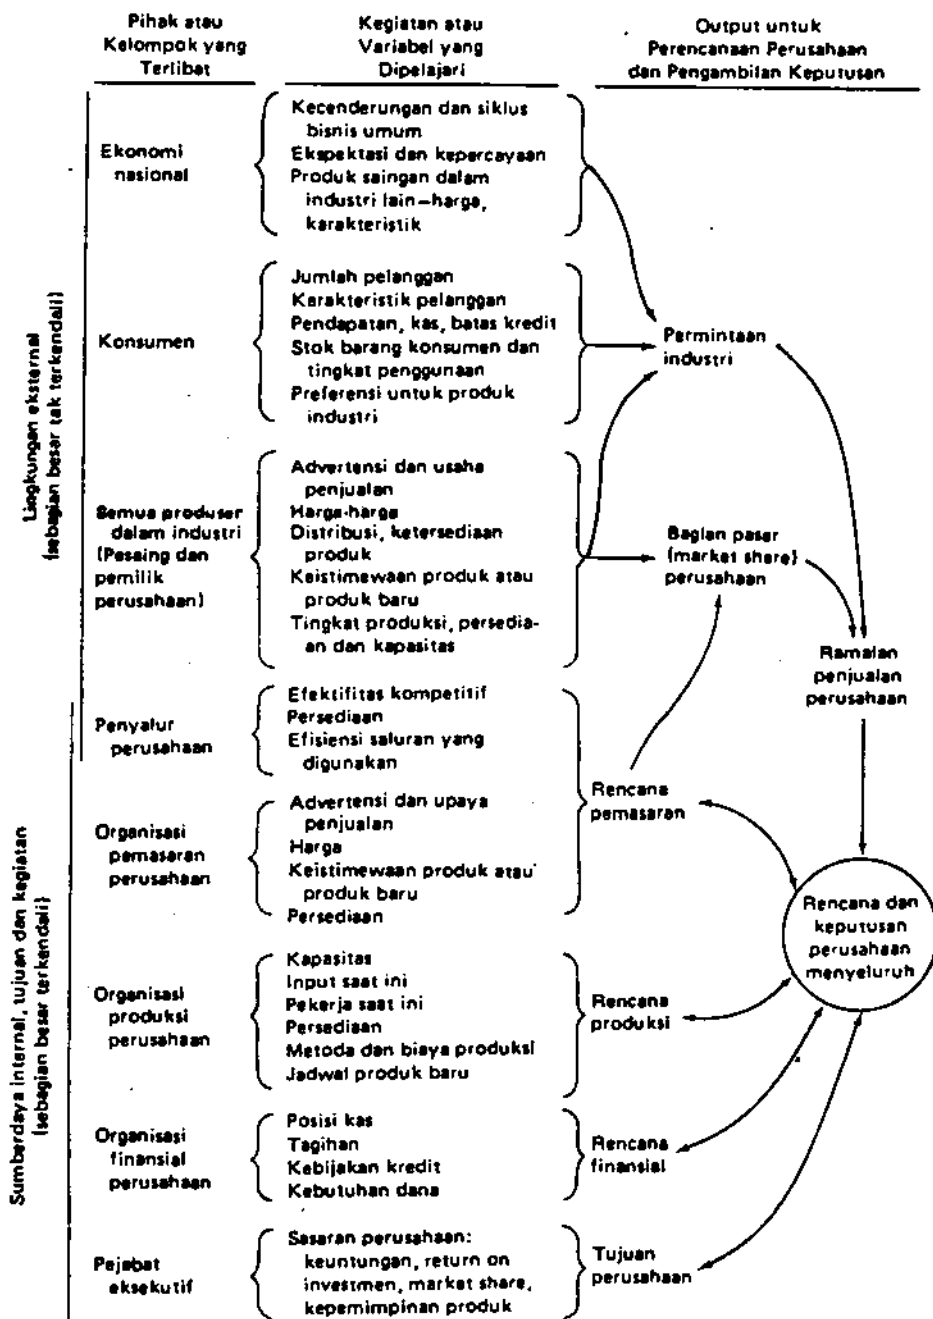 Pihak atau
Kelompok yang
Terlibat
Kegiatan atau
Variabel yang
Dipelajari
Output untuk
Perencanaan Perusahaan
dan Pengambilan Keputusan
Lingkungan eksternal
(sebagian besar tak terkendali)
Ekonomi
nasional
Kecenderungan dan siklus
bisnis umum
Ekspektasi dan kepercayaan
Produk saingan dalam
industri lain—harga,
karakteristik
Konsumen
Jumlah pelanggan
Karakteristik pelanggan
Pendapatan, kas, batas kredit
Stok barang konsumen dan
tingkat penggunaan
Preferensi untuk produk
industri
Permintaan
industri
Semua produser
dalam industri
(Pesaing dan
pemilik
perusahaan)
Advertensi dan usaha
penjualan
Harga-harga
Distribusi, ketersediaan
produk
Keistimewaan produk atau
produk baru
Tingkat produksi, persedia-
an dan kapasitas
Bagian pasar
(market share)
perusahaan
Ramalan
penjualan
perusahaan
Sumberdaya internal, tujuan dan kegiatan
(sebagian besar terkendali)
Penyalur
perusahaan
Efektifitas kompetitif
Persediaan
Efisiensi saluran yang
digunakan
Organisasi
pemasaran
perusahaan
Advertensi dan upaya
penjualan
Harga
Keistimewaan produk atau
produk baru
Persediaan
Rencana
pemasaran
Rencana dan
keputusan
perusahaan
menyeluruh
Organisasi
produksi
perusahaan
Kapasitas
Input saat ini
Pekerja saat ini
Persediaan
Metoda dan biaya produksi
Jadwal produk baru
Rencana
produksi
Organisasi
finansial
perusahaan
Posisi kas
Tagihan
Kebijakan kredit
Kebutuhan dana
Rencana
finansial
Pejabat
eksekutif
Sasaran perusahaan:
keuntungan, return on
investmen, market share,
kepemimpinan produk
Tujuan
perusahaan